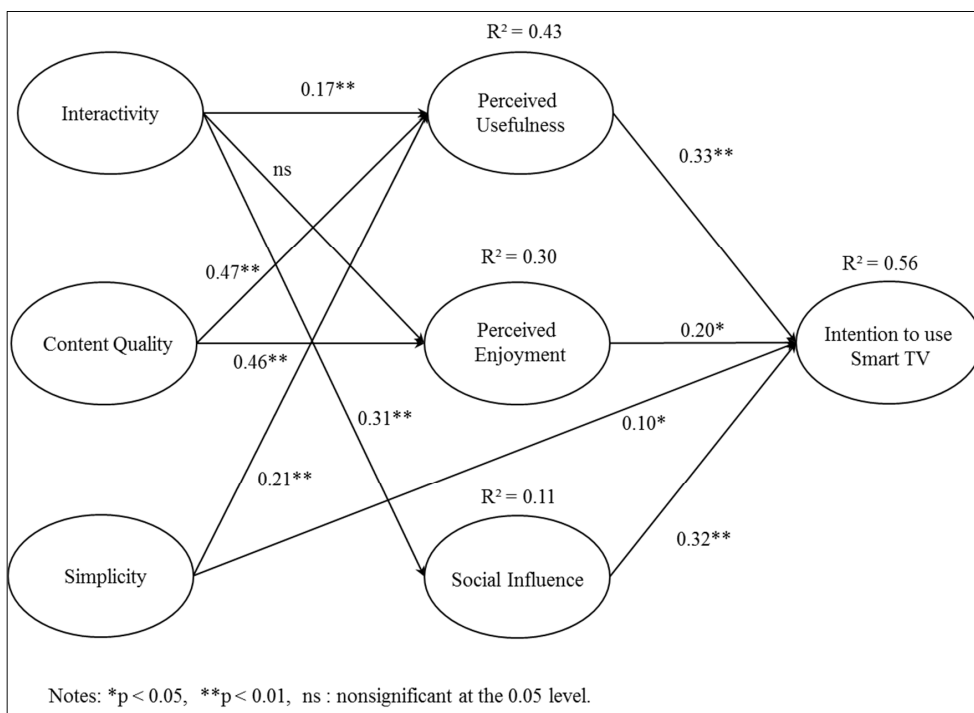 R² = 0.43
0.17**
Interactivity
Perceived
Usefulness
0.33**
ns
R² = 0.30
R² = 0.56
0.47**
Content Quality
0.46**
Perceived
Enjoyment
0.20*
Intention to use
Smart TV
0.31**
0.10*
0.21**
R² = 0.11
0.32**
Simplicity
Social Influence
Notes: *p < 0.05, **p < 0.01, ns : nonsignificant at the 0.05 level.